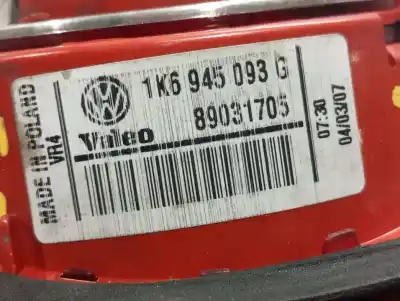 1K6 945 093 G
Valeo 89031705
MADE IN POLAND
VR4
07:30
04/03/07